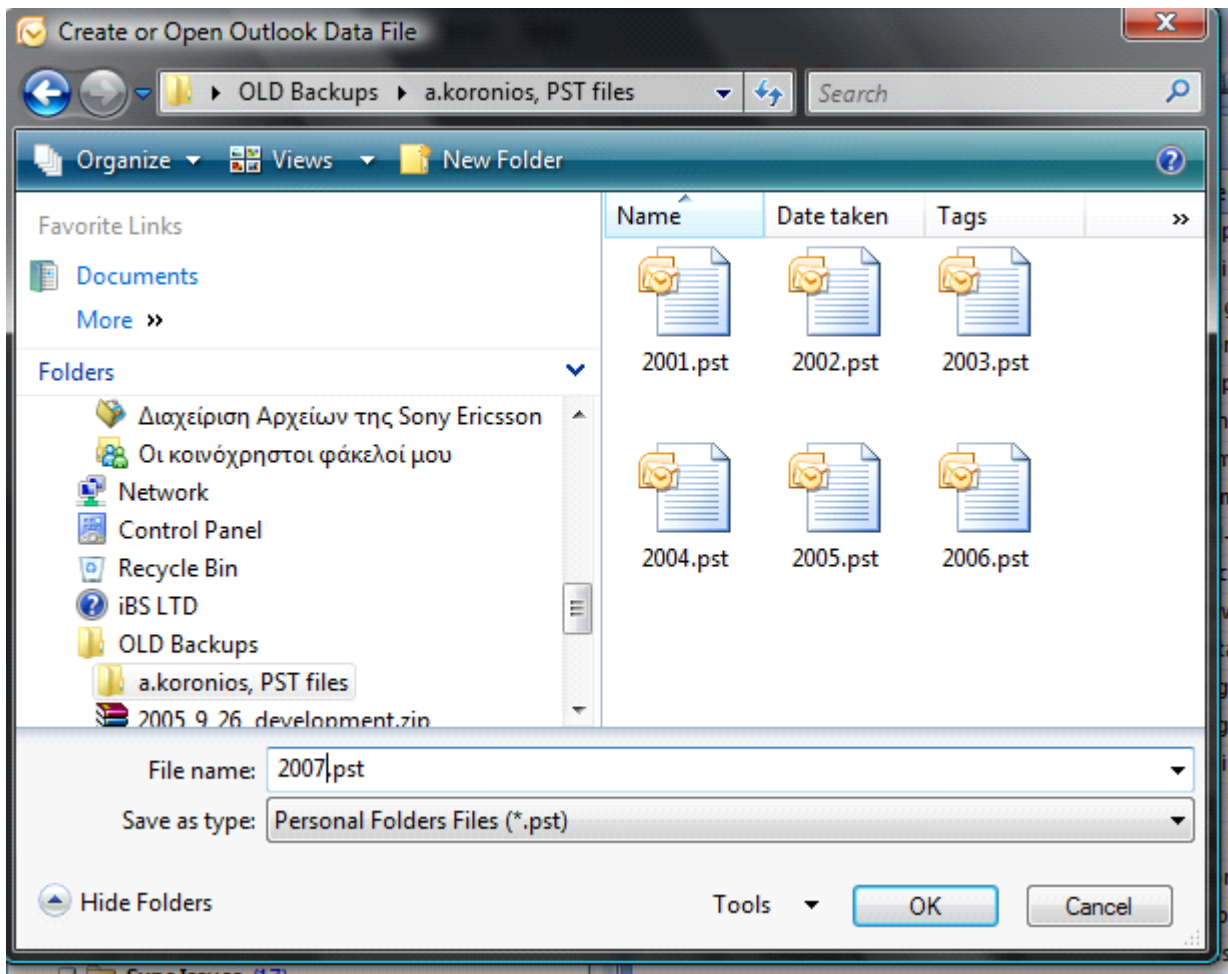 Create or Open Outlook Data File
OLD Backups a.koronios, PST files Search
Organize Views New Folder
Favorite Links
Documents
More »
Folders
Διαχείριση Αρχείων της Sony Ericsson
Οι κοινόχρηστοι φάκελοί μου
Network
Control Panel
Recycle Bin
iBS LTD
OLD Backups
a.koronios, PST files
2005_9_26_development.zip
Name Date taken Tags »
2001.pst 2002.pst 2003.pst
2004.pst 2005.pst 2006.pst
File name: 2007.pst
Save as type: Personal Folders Files (*.pst)
Hide Folders Tools OK Cancel